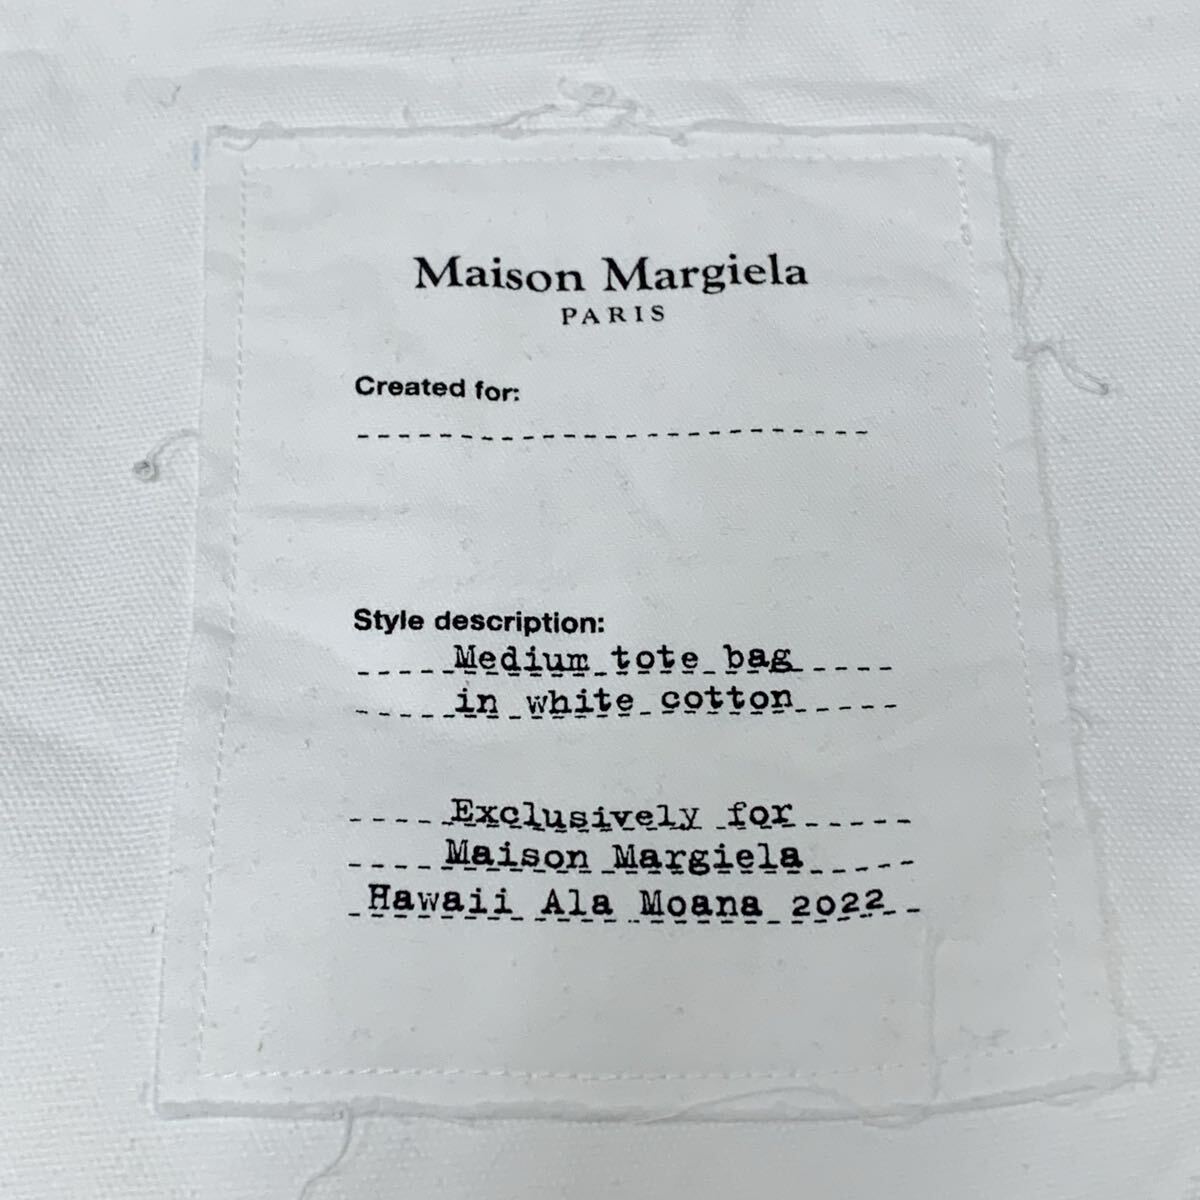 Maison Margiela
PARIS
Created for:
Style description:
Medium tote bag
in white cotton
Exclusively for
Maison Margiela
Hawaii Ala Moana 2022